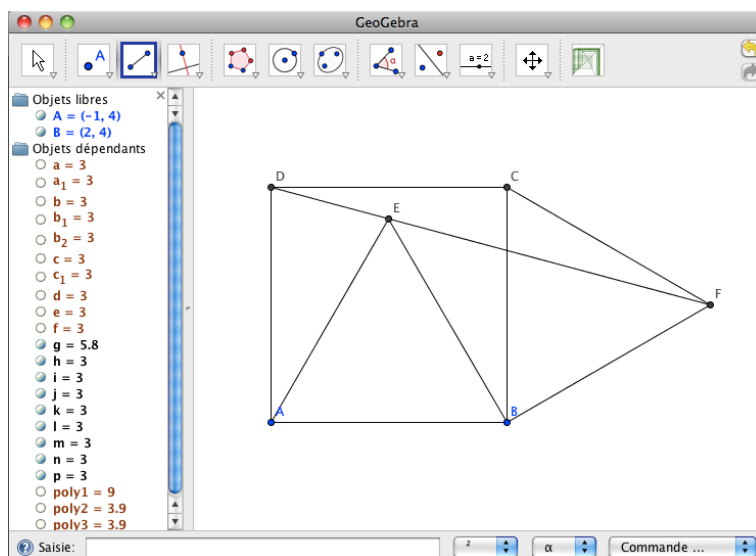 GeoGebra
A
α
a=2
Objets libres
A = (-1, 4)
B = (2, 4)
Objets dépendants
a = 3
a₁ = 3
b = 3
b₁ = 3
b₂ = 3
c = 3
c₁ = 3
d = 3
e = 3
f = 3
g = 5.8
h = 3
i = 3
j = 3
k = 3
l = 3
m = 3
n = 3
p = 3
poly1 = 9
poly2 = 3.9
poly3 = 3.9
D
C
E
F
A
B
Saisie:
²
α
Commande ...